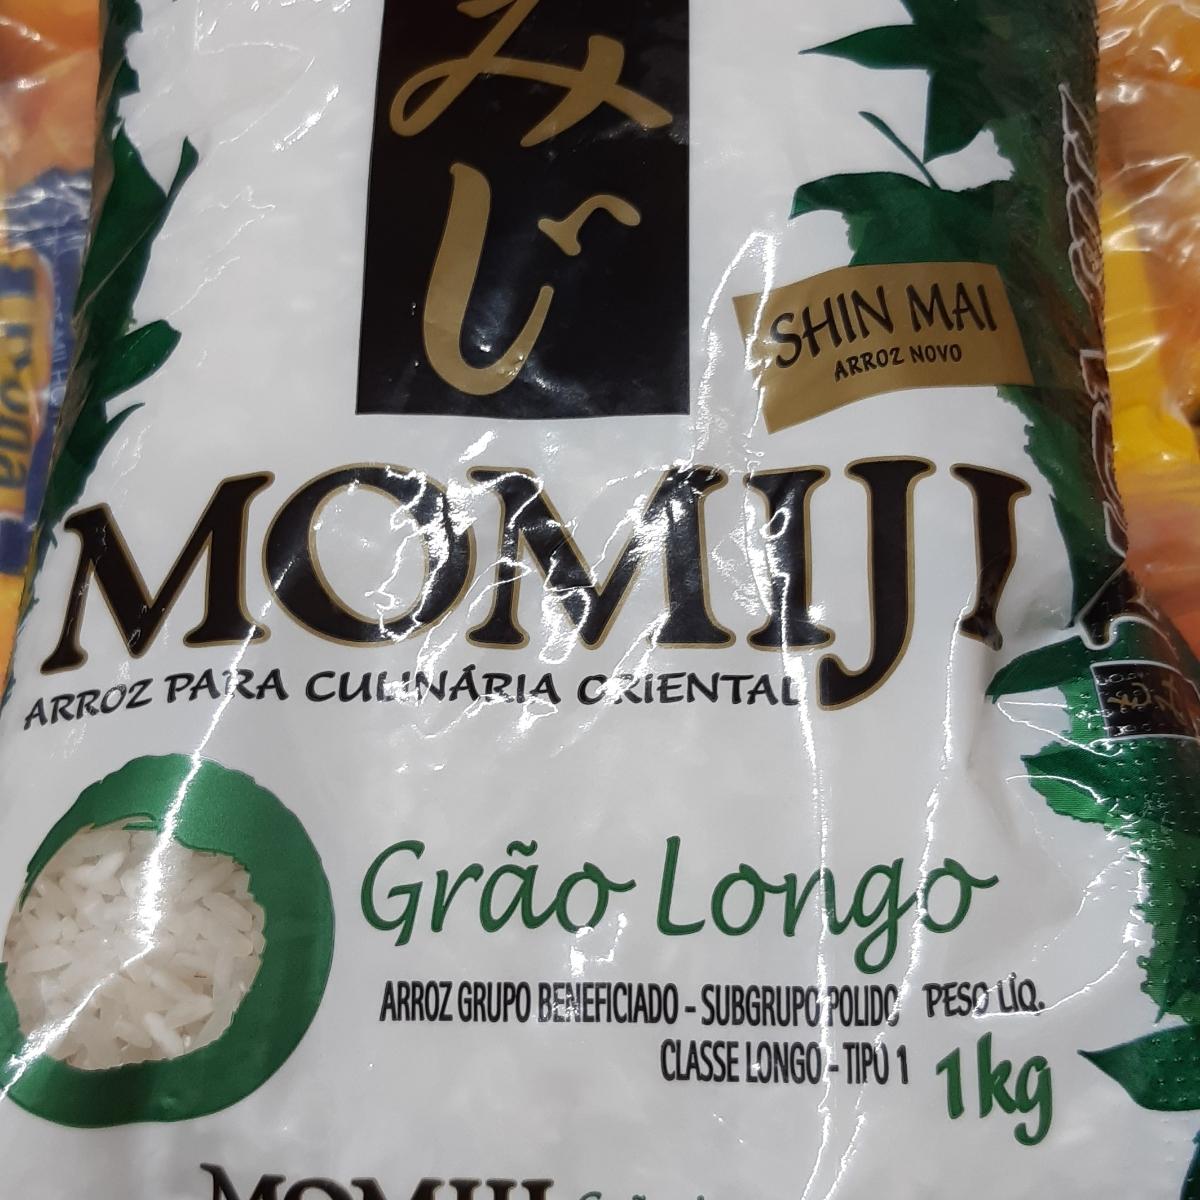 みじ
SHIN MAI
ARROZ NOVO
MOMIJI
ARROZ PARA CULINÁRIA ORIENTAL
Grão Longo
ARROZ GRUPO BENEFICIADO - SUBGRUPO POLIDO
CLASSE LONGO - TIPO 1
PESO LÍQ.
1kg
MOMIJI